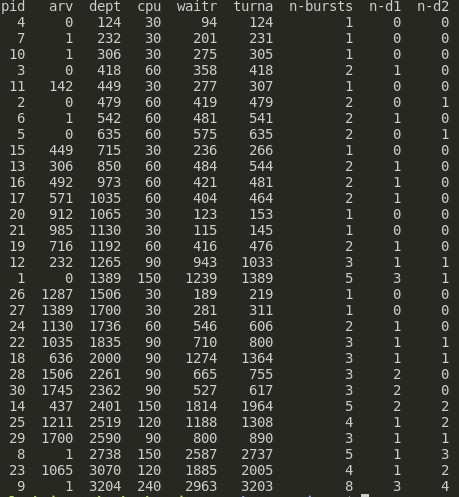 pid arv dept cpu waitr turna n-bursts n-d1 n-d2
4 0 124 30 94 124 1 0 0
7 1 232 30 201 231 1 0 0
10 1 306 30 275 305 1 0 0
3 0 418 60 358 418 2 1 0
11 142 449 30 277 307 1 0 0
2 0 479 60 419 479 2 0 1
6 1 542 60 481 541 2 1 0
5 0 635 60 575 635 2 0 1
15 449 715 30 236 266 1 0 0
13 306 850 60 484 544 2 1 0
16 492 973 60 421 481 2 1 0
17 571 1035 60 404 464 2 1 0
20 912 1065 30 123 153 1 0 0
21 985 1130 30 115 145 1 0 0
19 716 1192 60 416 476 2 1 0
12 232 1265 90 943 1033 3 1 1
1 0 1389 150 1239 1389 5 3 1
26 1287 1506 30 189 219 1 0 0
27 1389 1700 30 281 311 1 0 0
24 1130 1736 60 546 606 2 1 0
22 1035 1835 90 710 800 3 1 1
18 636 2000 90 1274 1364 3 1 1
28 1506 2261 90 665 755 3 2 0
30 1745 2362 90 527 617 3 2 0
14 437 2401 150 1814 1964 5 2 2
25 1211 2519 120 1188 1308 4 1 2
29 1700 2590 90 800 890 3 1 1
8 1 2738 150 2587 2737 5 1 3
23 1065 3070 120 1885 2005 4 1 2
9 1 3204 240 2963 3203 8 3 4